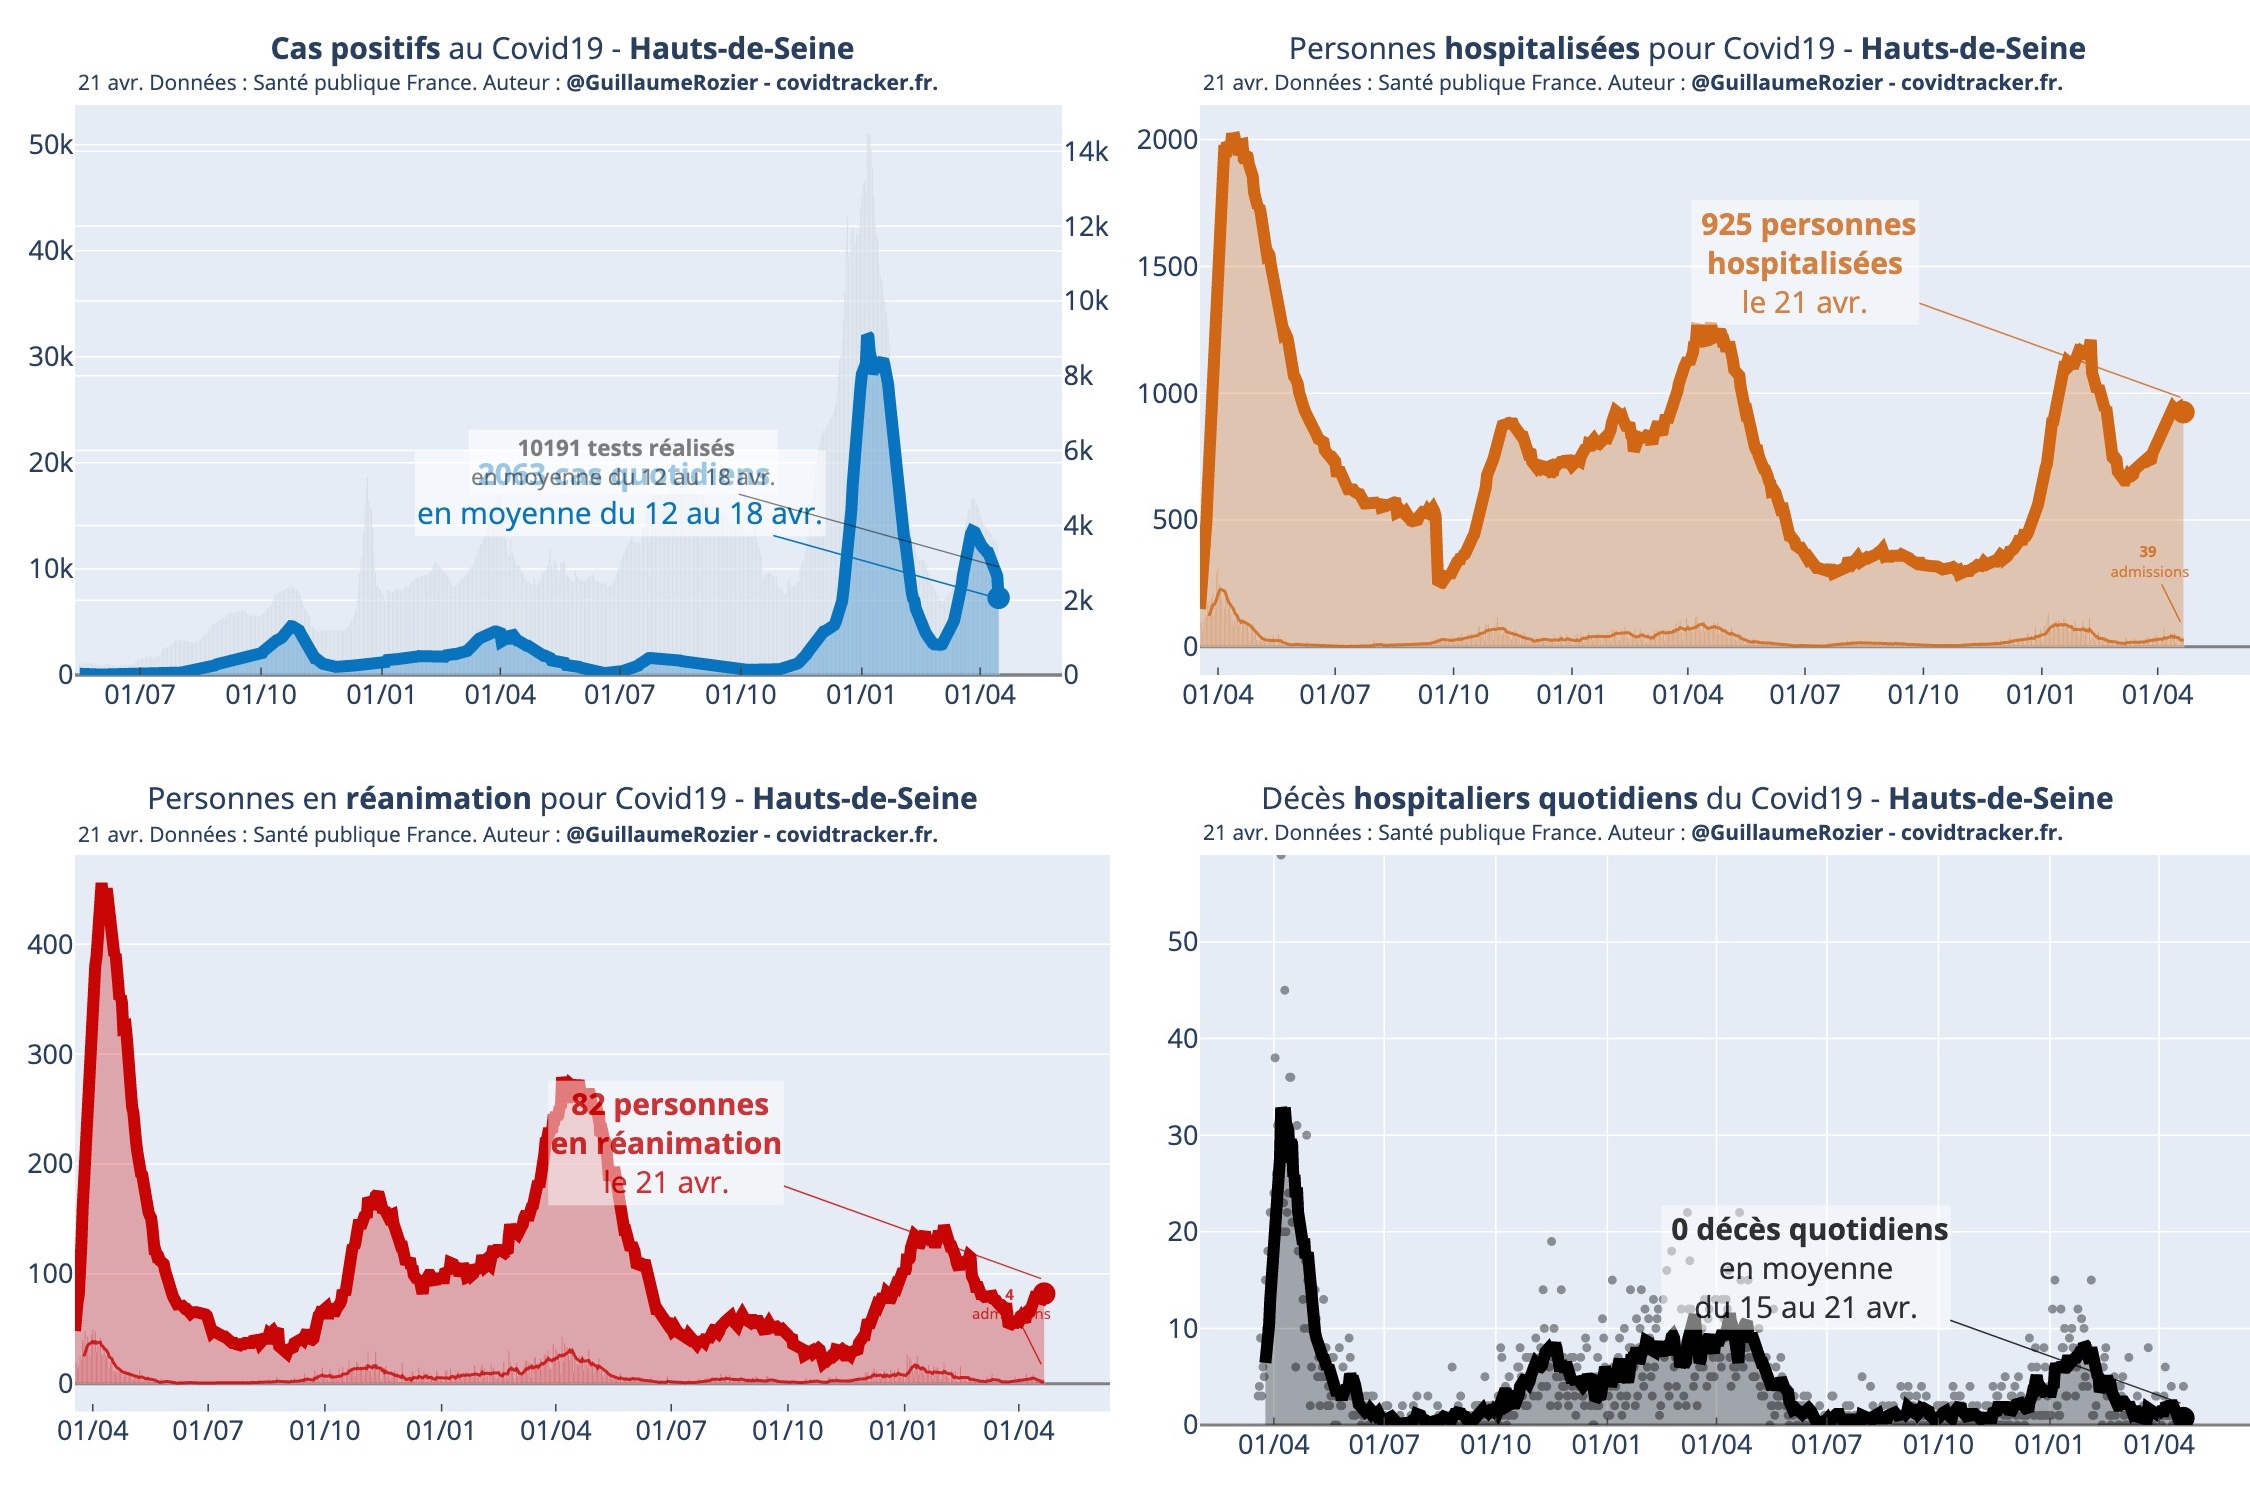 Cas positifs au Covid19 - Hauts-de-Seine
21 avr. Données : Santé publique France. Auteur : @GuillaumeRozier - covidtracker.fr.
50k
40k
30k
20k
10k
0
14k
12k
10k
8k
6k
4k
2k
0
10191 tests réalisés
en moyenne du 12 au 18 avr.
2063 cas quotidiens
en moyenne du 12 au 18 avr.
01/07 01/10 01/01 01/04 01/07 01/10 01/01 01/04
Personnes hospitalisées pour Covid19 - Hauts-de-Seine
21 avr. Données : Santé publique France. Auteur : @GuillaumeRozier - covidtracker.fr.
2000
1500
1000
500
0
925 personnes
hospitalisées
le 21 avr.
39
admissions
01/04 01/07 01/10 01/01 01/04 01/07 01/10 01/01 01/04
Personnes en réanimation pour Covid19 - Hauts-de-Seine
21 avr. Données : Santé publique France. Auteur : @GuillaumeRozier - covidtracker.fr.
400
300
200
100
0
82 personnes
en réanimation
le 21 avr.
4
admissions
01/04 01/07 01/10 01/01 01/04 01/07 01/10 01/01 01/04
Décès hospitaliers quotidiens du Covid19 - Hauts-de-Seine
21 avr. Données : Santé publique France. Auteur : @GuillaumeRozier - covidtracker.fr.
50
40
30
20
10
0
0 décès quotidiens
en moyenne
du 15 au 21 avr.
01/04 01/07 01/10 01/01 01/04 01/07 01/10 01/01 01/04